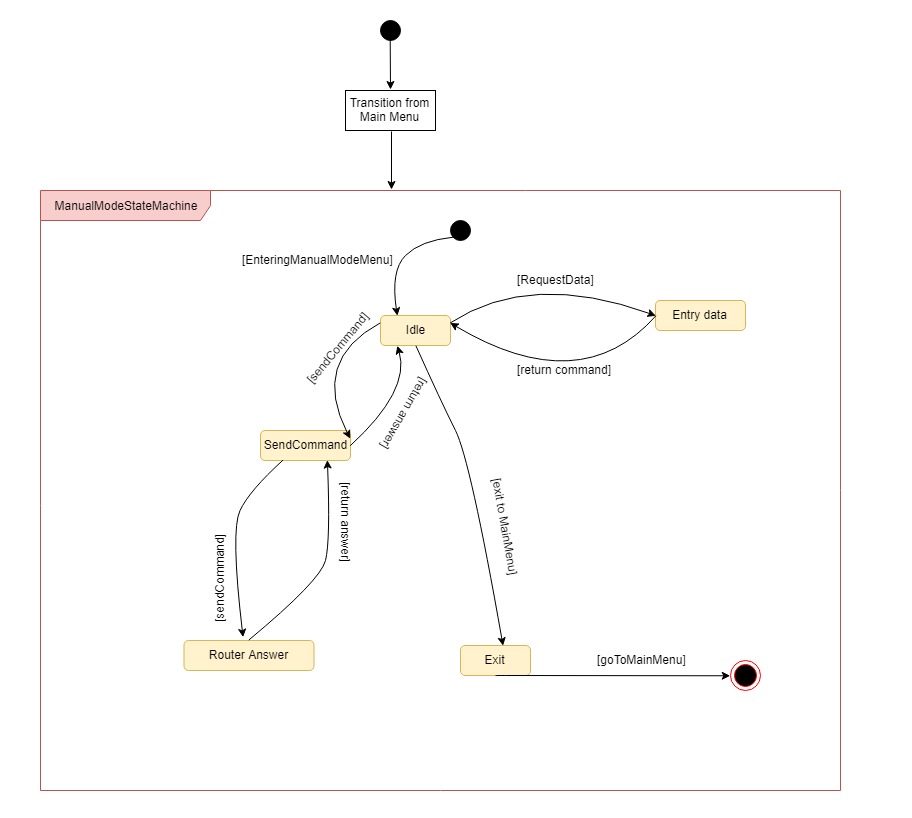 Transition from
Main Menu
ManualModeStateMachine
[EnteringManualModeMenu]
[RequestData]
Entry data
Idle
[sendCommand]
[return command]
[return answer]
SendCommand
[exit to MainMenu]
[return answer]
[sendCommand]
Router Answer
Exit
[goToMainMenu]